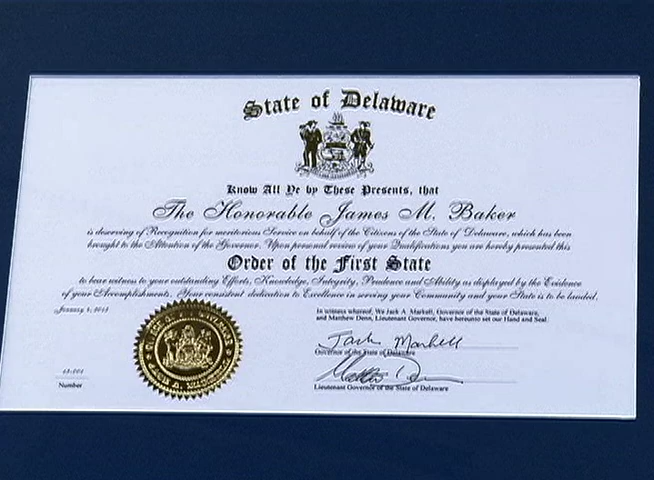 State of Delaware
Know All Ye by These Presents, that
The Honorable James M. Baker
is deserving of Recognition for meritorious Service on behalf of the Citizens of the State of Delaware, which has been
brought to the Attention of the Governor. Upon personal review of your Qualifications you are hereby presented this
Order of the First State
to bear witness to your outstanding Efforts, Knowledge, Integrity, Prudence and Ability as displayed by the Evidence
of your Accomplishments. Your consistent dedication to Excellence in serving your Community and your State is to be lauded.
In witness whereof, We Jack A. Markell, Governor of the State of Delaware,
and Matthew Denn, Lieutenant Governor, have hereunto set our Hand and Seal.
Jack Markell
Governor of the State of Delaware
Lieutenant Governor of the State of Delaware
Number